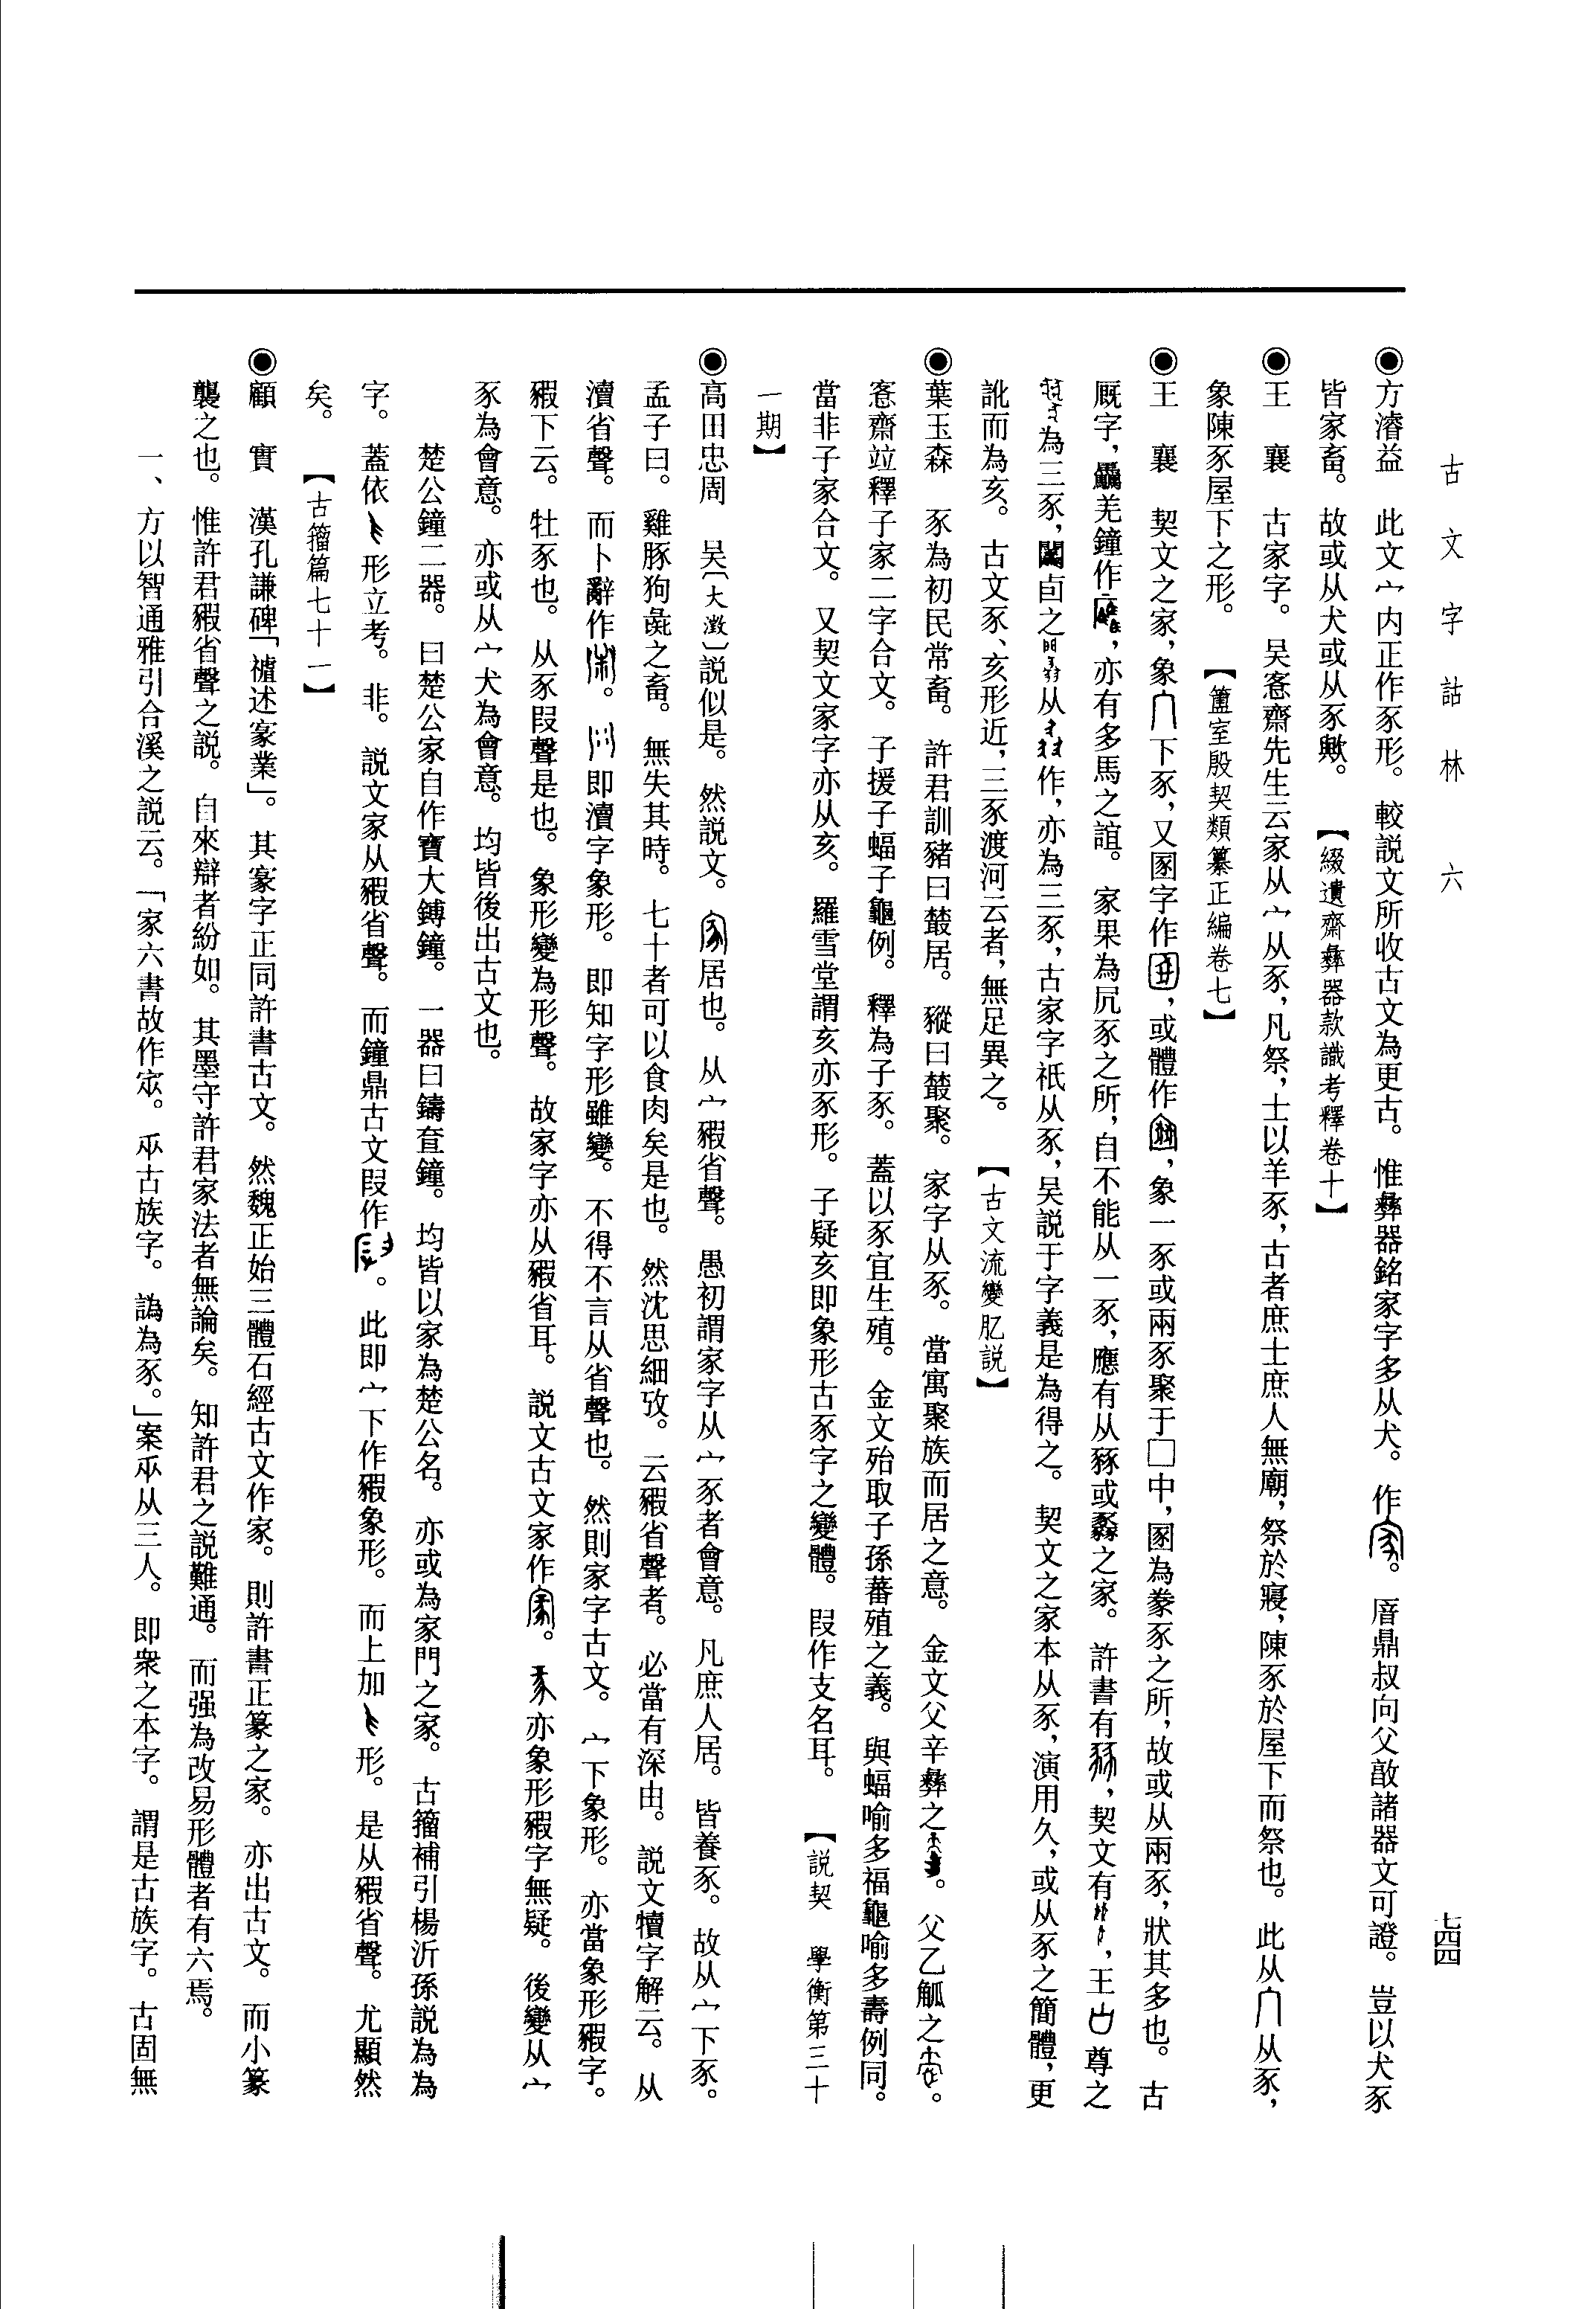 古文字詁林　六
七四四
◉方濬益　此文宀内正作豕形。較説文所收古文為更古。惟彝器銘家字多从犬。作。㕑鼎叔向父敢諸器文可證。豈以犬豕
皆家畜。故或从犬或从豕歟。【綴遺齋彝器款識考釋卷十】
◉王　襄　古家字。吴愙齋先生云家从宀从豕，凡祭，士以羊豕，古者庶士庶人無廟，祭於寢，陳豕於屋下而祭也。此从从豕，
象陳豕屋下之形。【簠室殷契類纂正編卷七】
◉王　襄　契文之家，象下豕，又圂字作，或體作，象一豕或兩豕聚于囗中，圂為豢豕之所，故或从兩豕，狀其多也。古
厩字，驫羌鐘作，亦有多馬之誼。家果為凥豕之所，自不能从一豕，應有从豩或豩之家。許書有豩，契文有，王尊之
為三豕，闔卣之从作，亦為三豕，古家字祇从豕，吴説于字義是為得之。契文之家本从豕，演用久，或从豕之簡體，更
訛而為亥。古文豕、亥形近，三豕渡河云者，無足異之。【古文流變肊説】
◉葉玉森　豕為初民常畜。許君訓豬曰叢居。豵曰叢聚。家字从豕。當寓聚族而居之意。金文父辛彝之。父乙觚之。
愙齋竝釋子家二字合文。子援子蝠子龜例。釋為子豕。蓋以豕宜生殖。金文殆取子孫蕃殖之義。與蝠喻多福龜喻多壽例同。
當非子家合文。又契文家字亦从亥。羅雪堂謂亥亦豕形。子疑亥即象形古豕字之變體。叚作支名耳。【説契　學衡第三十
一期】
◉高田忠周　吴〔大澂〕説似是。然説文。居也。从宀豭省聲。愚初謂家字从宀豕者會意。凡庶人居。皆養豕。故从宀下豕。
孟子曰。雞豚狗彘之畜。無失其時。七十者可以食肉矣是也。然沈思細攷。云豭省聲者。必當有深由。説文犢字解云。从
瀆省聲。而卜辭作。即瀆字象形。即知字形雖變。不得不言从省聲也。然則家字古文。宀下象形。亦當象形豭字。
豭下云。牡豕也。从豕叚聲是也。象形變為形聲。故家字亦从豭省耳。説文古文家作。亦象形豭字無疑。後變从宀
豕為會意。亦或从宀犬為會意。均皆後出古文也。
楚公鐘二器。曰楚公家自作寶大鎛鐘。一器曰鑄鐘。均皆以家為楚公名。亦或為家門之家。古籀補引楊沂孫説為為
字。蓋依形立考。非。説文家从豭省聲。而鐘鼎古文叚作。此即宀下作豭象形。而上加形。是从豭省聲。尤顯然
矣。【古籀篇七十一】
◉顧　實　漢孔謙碑「䄠述家業」。其家字正同許書古文。然魏正始三體石經古文作家。則許書正篆之家。亦出古文。而小篆
襲之也。惟許君豭省聲之説。自來辯者紛如。其墨守許君家法者無論矣。知許君之説難通。而强為改易形體者有六焉。
一、方以智通雅引合溪之説云。「家六書故作㝩。㐺古族字。譌為豕。」案㐺从三人。即衆之本字。謂是古族字。古固無